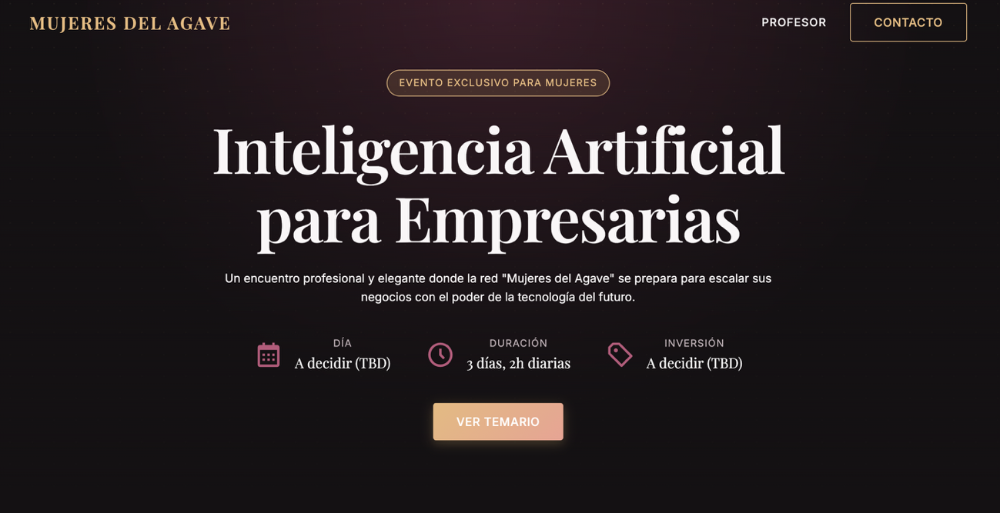 MUJERES DEL AGAVE
PROFESOR
CONTACTO
EVENTO EXCLUSIVO PARA MUJERES
Inteligencia Artificial
para Empresarias
Un encuentro profesional y elegante donde la red "Mujeres del Agave" se prepara para escalar sus
negocios con el poder de la tecnología del futuro.
DÍA
A decidir (TBD)
DURACIÓN
3 días, 2h diarias
INVERSIÓN
A decidir (TBD)
VER TEMARIO